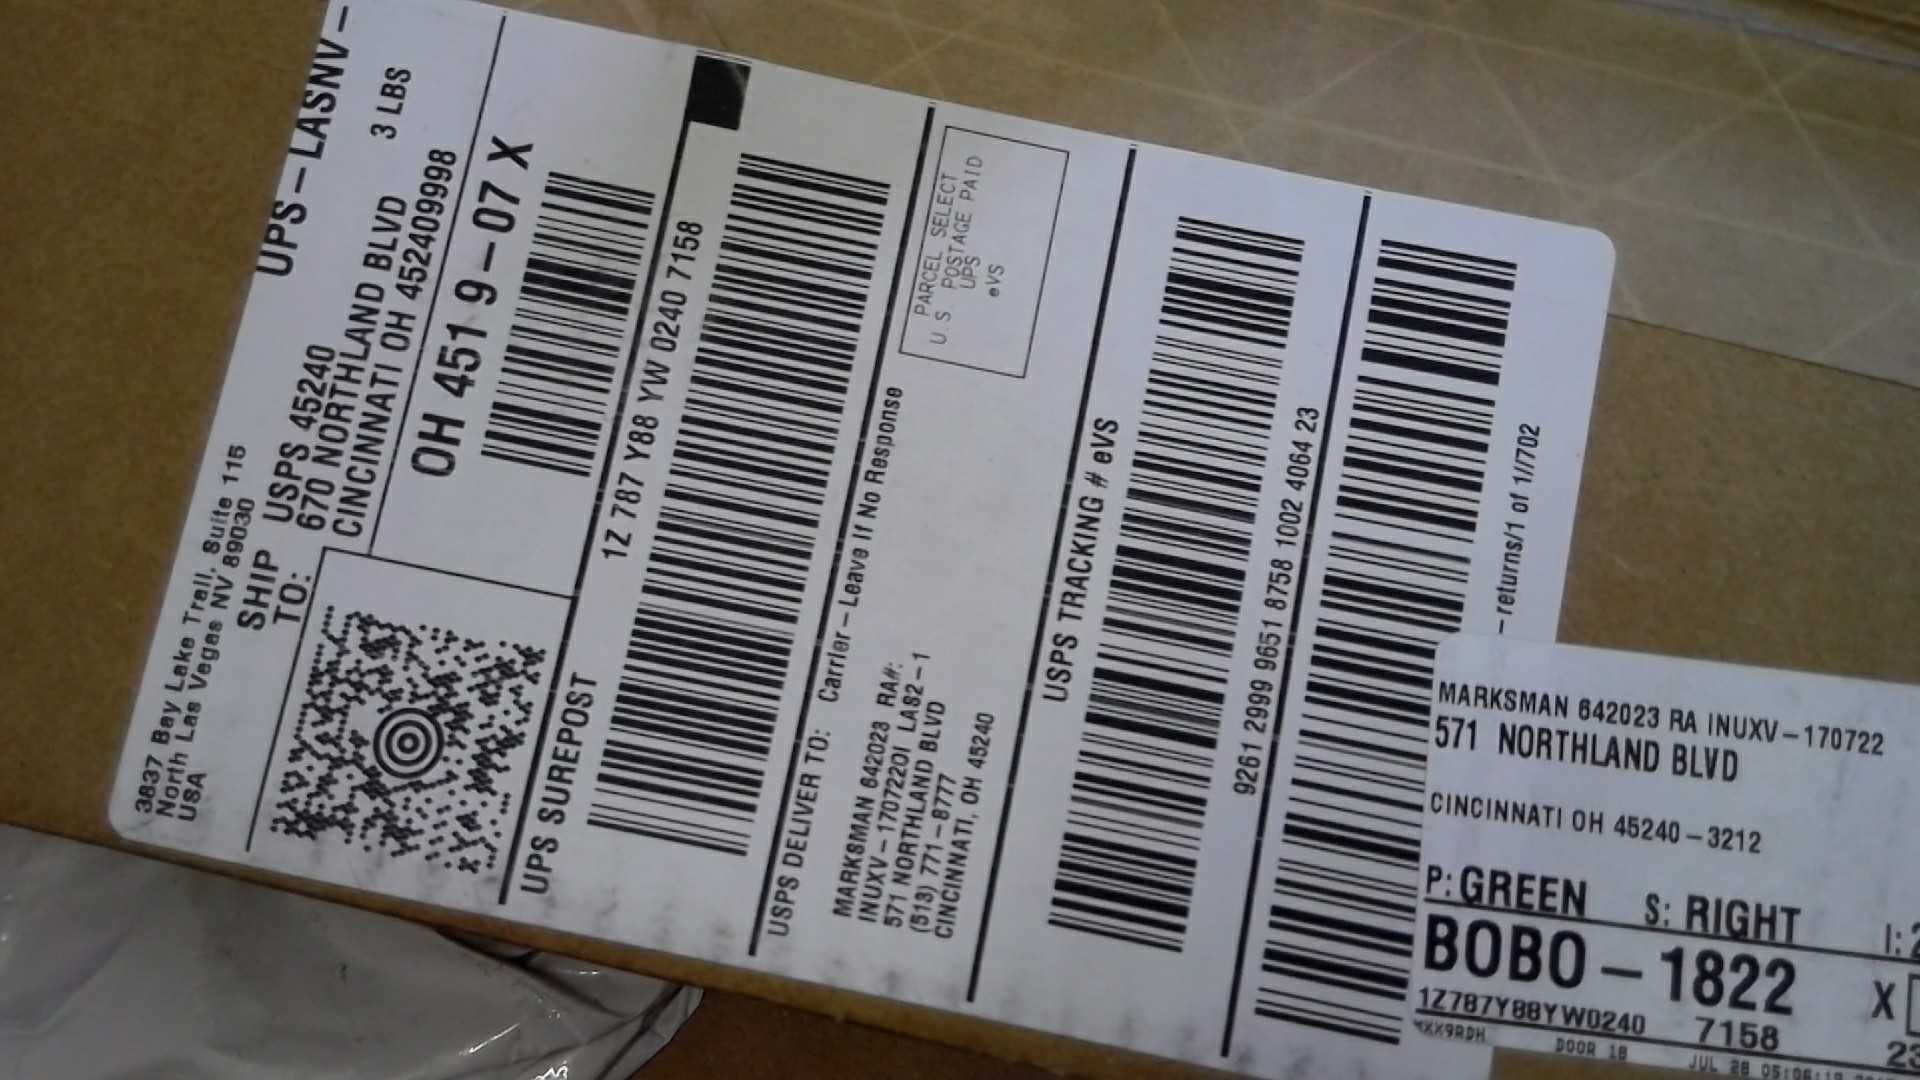 UPS-LASNV-
3837 Bay Lake Trail, Suite 115
North Las Vegas NV 89030
USA
3 LBS
SHIP TO:
USPS 45240
670 NORTHLAND BLVD
CINCINNATI OH 452409998
OH 451 9-07 X
UPS SUREPOST
1Z 787 Y88 YW 0240 7158
USPS DELIVER TO:
Carrier-Leave If No Response
MARKSMAN 642023 RA#:
INUXV-1707220I LAS2-1
571 NORTHLAND BLVD
(513) 771-8777
CINCINNATI, OH 45240
PARCEL SELECT
U.S. POSTAGE PAID
UPS
eVS
USPS TRACKING # eVS
9261 2999 9651 8758 1002 4064 23
-returns/1 of 1/702
MARKSMAN 642023 RA INUXV-170722
571 NORTHLAND BLVD
CINCINNATI OH 45240-3212
P: GREEN S: RIGHT I:
BOBO-1822
X
1Z787Y88YW0240 7158
DOOR 18
JUL 28